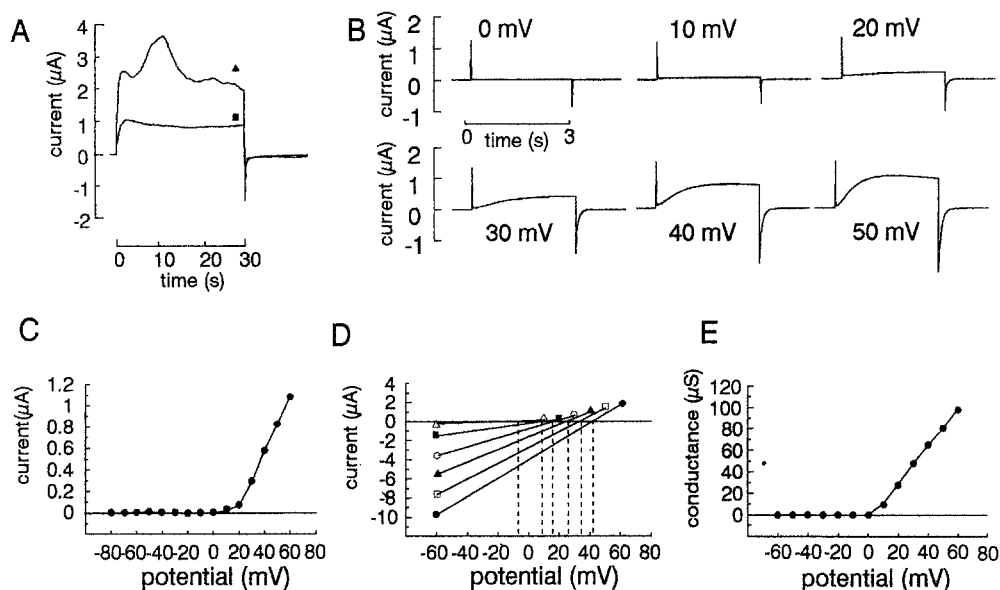 A
current (µA)
4
3
2
1
0
-1
-2
0 10 20 30
time (s)
B
current (µA)
2
1
0
-1
0 mV
10 mV
20 mV
0 time (s) 3
current (µA)
2
1
0
-1
30 mV
40 mV
50 mV
C
current(µA)
1.2
1
0.8
0.6
0.4
0.2
0
-80 -60 -40 -20 0 20 40 60 80
potential (mV)
D
current (µA)
4
2
0
-2
-4
-6
-8
-10
-60 -40 -20 0 20 40 60 80
potential (mV)
E
conductance (µS)
120
100
80
60
40
20
0
-60 -40 -20 0 20 40 60 80
potential (mV)